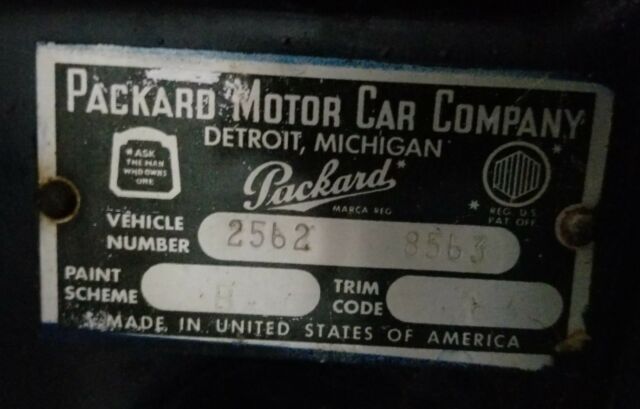 PACKARD MOTOR CAR COMPANY
DETROIT, MICHIGAN
*ASK
THE MAN
WHO OWNS
ONE
Packard*
MARCA REG
* REG. U.S.
PAT. OFF.
VEHICLE
NUMBER
2562 8563
PAINT
SCHEME
TRIM
CODE
*MADE IN UNITED STATES OF AMERICA